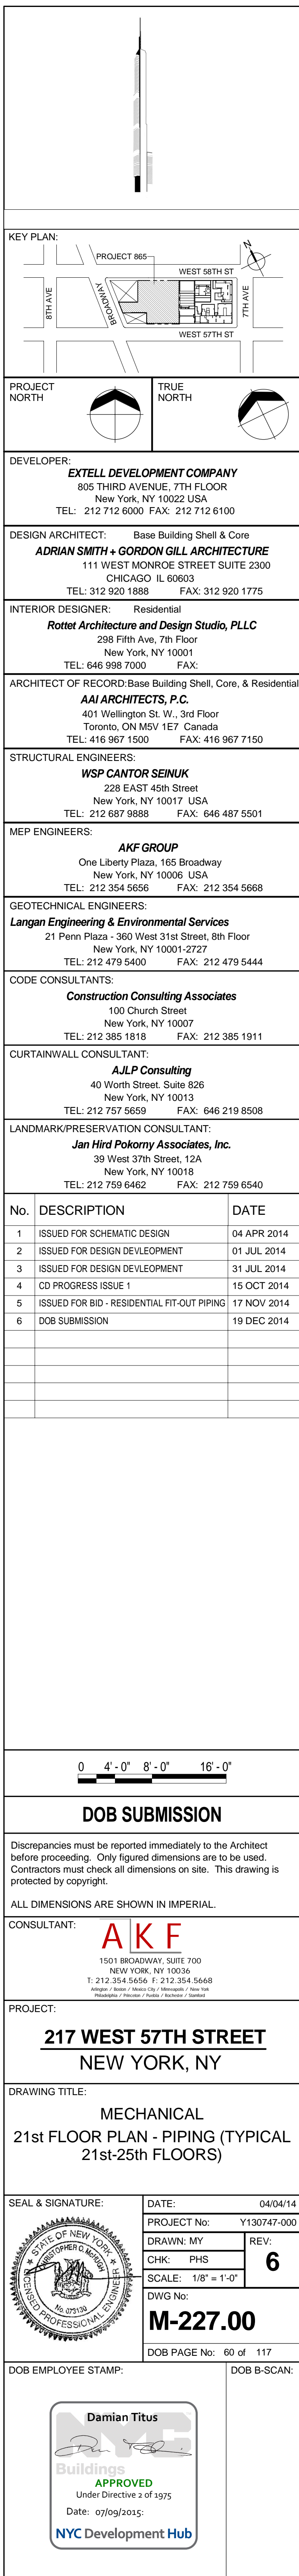 KEY PLAN:
N
PROJECT 865
WEST 58TH ST
8TH AVE
BROADWAY
7TH AVE
WEST 57TH ST
PROJECT
NORTH
TRUE
NORTH
DEVELOPER:
EXTELL DEVELOPMENT COMPANY
805 THIRD AVENUE, 7TH FLOOR
New York, NY 10022 USA
TEL: 212 712 6000 FAX: 212 712 6100
DESIGN ARCHITECT: Base Building Shell & Core
ADRIAN SMITH + GORDON GILL ARCHITECTURE
111 WEST MONROE STREET SUITE 2300
CHICAGO IL 60603
TEL: 312 920 1888 FAX: 312 920 1775
INTERIOR DESIGNER: Residential
Rottet Architecture and Design Studio, PLLC
298 Fifth Ave, 7th Floor
New York, NY 10001
TEL: 646 998 7000 FAX:
ARCHITECT OF RECORD:Base Building Shell, Core, & Residential
AAI ARCHITECTS, P.C.
401 Wellington St. W., 3rd Floor
Toronto, ON M5V 1E7 Canada
TEL: 416 967 1500 FAX: 416 967 7150
STRUCTURAL ENGINEERS:
WSP CANTOR SEINUK
228 EAST 45th Street
New York, NY 10017 USA
TEL: 212 687 9888 FAX: 646 487 5501
MEP ENGINEERS:
AKF GROUP
One Liberty Plaza, 165 Broadway
New York, NY 10006 USA
TEL: 212 354 5656 FAX: 212 354 5668
GEOTECHNICAL ENGINEERS:
Langan Engineering & Environmental Services
21 Penn Plaza - 360 West 31st Street, 8th Floor
New York, NY 10001-2727
TEL: 212 479 5400 FAX: 212 479 5444
CODE CONSULTANTS:
Construction Consulting Associates
100 Church Street
New York, NY 10007
TEL: 212 385 1818 FAX: 212 385 1911
CURTAINWALL CONSULTANT:
AJLP Consulting
40 Worth Street. Suite 826
New York, NY 10013
TEL: 212 757 5659 FAX: 646 219 8508
LANDMARK/PRESERVATION CONSULTANT:
Jan Hird Pokorny Associates, Inc.
39 West 37th Street, 12A
New York, NY 10018
TEL: 212 759 6462 FAX: 212 759 6540
No. DESCRIPTION DATE
1 ISSUED FOR SCHEMATIC DESIGN 04 APR 2014
2 ISSUED FOR DESIGN DEVLEOPMENT 01 JUL 2014
3 ISSUED FOR DESIGN DEVLEOPMENT 31 JUL 2014
4 CD PROGRESS ISSUE 1 15 OCT 2014
5 ISSUED FOR BID - RESIDENTIAL FIT-OUT PIPING 17 NOV 2014
6 DOB SUBMISSION 19 DEC 2014
0 4' - 0" 8' - 0" 16' - 0"
DOB SUBMISSION
Discrepancies must be reported immediately to the Architect
before proceeding. Only figured dimensions are to be used.
Contractors must check all dimensions on site. This drawing is
protected by copyright.
ALL DIMENSIONS ARE SHOWN IN IMPERIAL.
CONSULTANT:
AKF
1501 BROADWAY, SUITE 700
NEW YORK, NY 10036
T: 212.354.5656 F: 212.354.5668
Arlington / Boston / Mexico City / Minneapolis / New York
Philadelphia / Princeton / Puebla / Rochester / Stamford
PROJECT:
217 WEST 57TH STREET
NEW YORK, NY
DRAWING TITLE:
MECHANICAL
21st FLOOR PLAN - PIPING (TYPICAL
21st-25th FLOORS)
SEAL & SIGNATURE:
STATE OF NEW YORK
CHRISTOPHER O. McHUGH
No. 073130
LICENSED PROFESSIONAL ENGINEER
DATE: 04/04/14
PROJECT No: Y130747-000
DRAWN: MY
CHK: PHS
SCALE: 1/8" = 1'-0"
REV:
6
DWG No:
M-227.00
DOB PAGE No: 60 of 117
DOB EMPLOYEE STAMP:
DOB B-SCAN:
Damian Titus
NYC
Buildings
APPROVED
Under Directive 2 of 1975
Date: 07/09/2015:
NYC Development Hub